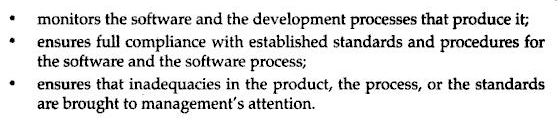 • monitors the software and the development processes that produce it;
• ensures full compliance with established standards and procedures for
the software and the software process;
• ensures that inadequacies in the product, the process, or the standards
are brought to management's attention.